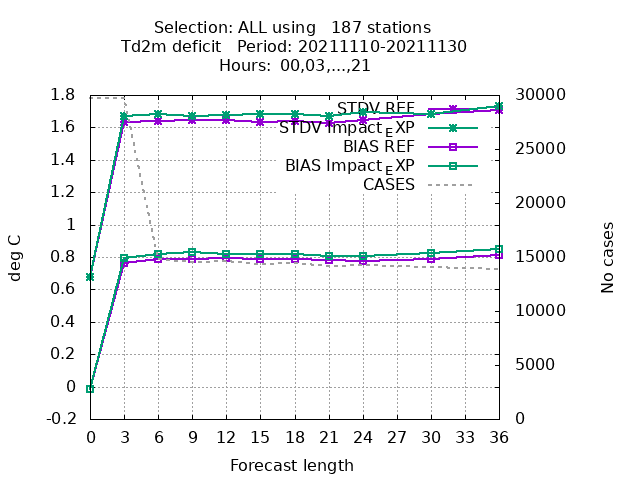 Selection: ALL using   187 stations
Td2m deficit   Period: 20211110-20211130
Hours: 00,03,...,21
STDV REF
STDV Impact_EXP
BIAS REF
BIAS Impact_EXP
CASES
1.8
1.6
1.4
1.2
1
0.8
0.6
0.4
0.2
0
-0.2
30000
25000
20000
15000
10000
5000
0
deg C
No cases
0 3 6 9 12 15 18 21 24 27 30 33 36
Forecast length